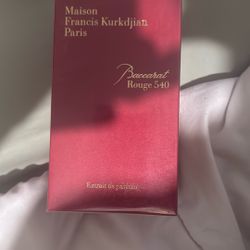 Maison
Francis Kurkdjian
Paris
Baccarat
Rouge 540
Extrait de parfum